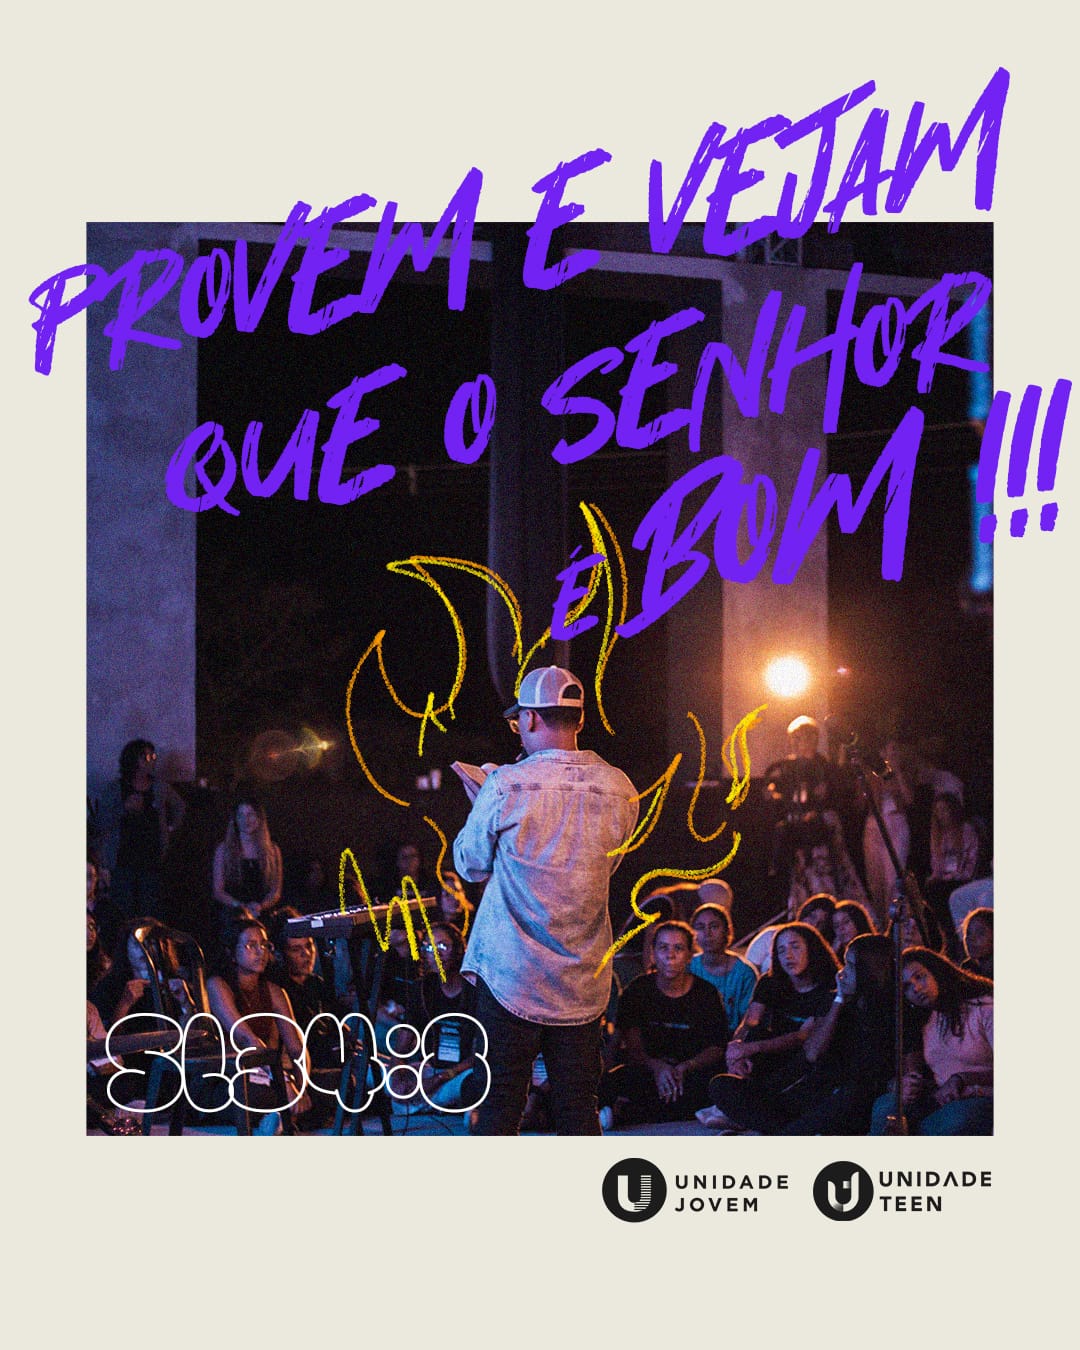 PROVEM E VEJAM
QUE O SENHOR
É BOM !!!
SL34:8
UNIDADE
JOVEM
UNIDADE
TEEN